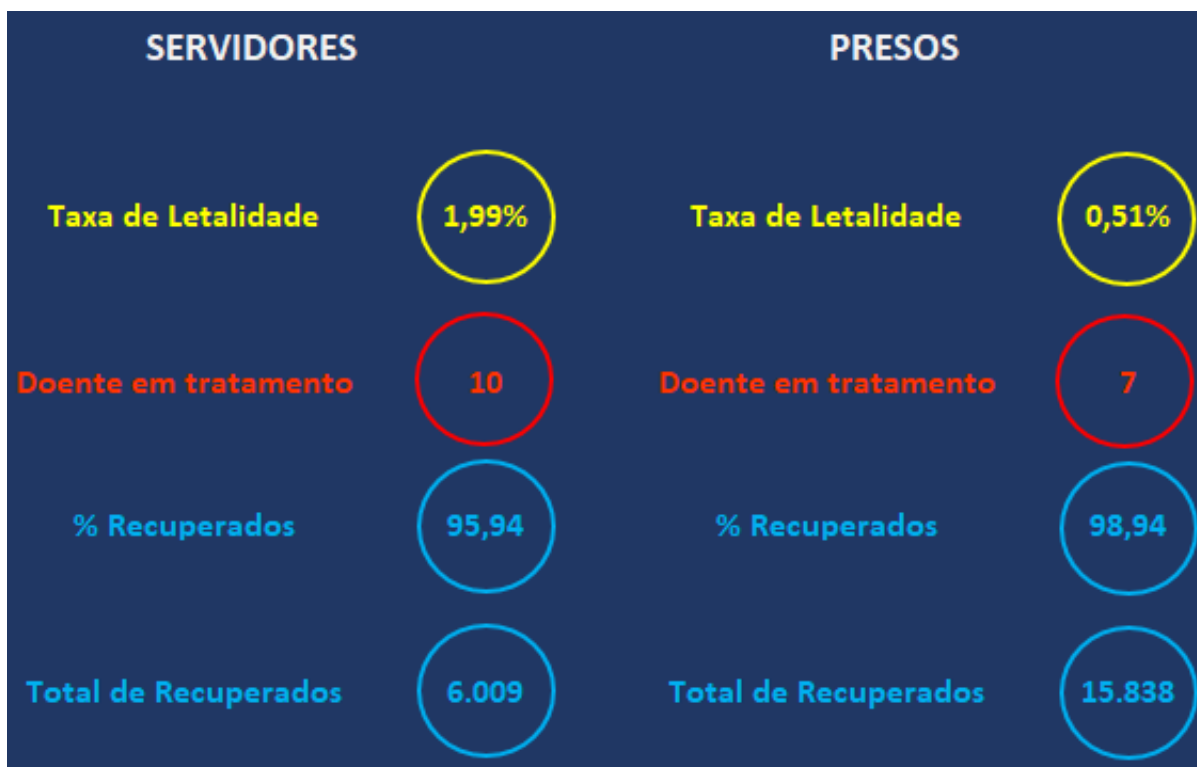 SERVIDORES
PRESOS
Taxa de Letalidade
1,99%
Taxa de Letalidade
0,51%
Doente em tratamento
10
Doente em tratamento
7
% Recuperados
95,94
% Recuperados
98,94
Total de Recuperados
6.009
Total de Recuperados
15.838